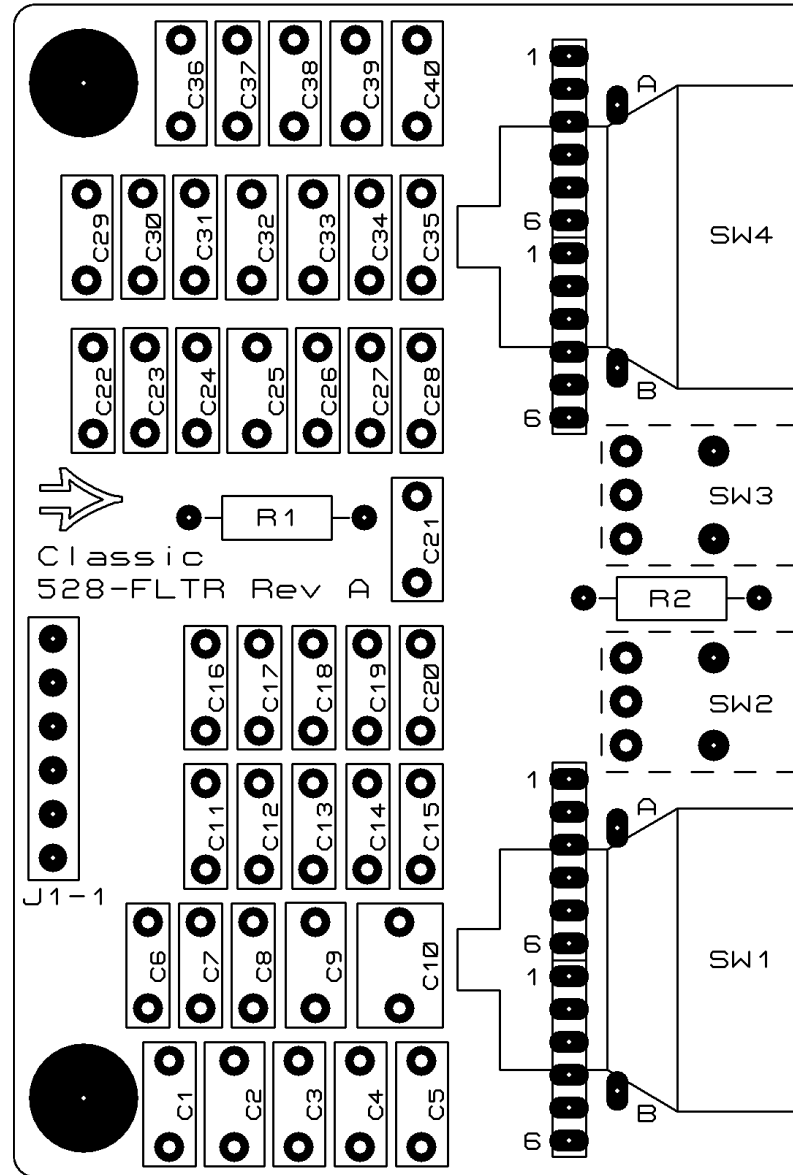 C36 C37 C38 C39 C40
1
A
6
1
SW4
C29 C30 C31 C32 C33 C34 C35
C22 C23 C24 C25 C26 C27 C28
B
6
SW3
R1
C21
Classic
528-FLTR Rev A
R2
C16 C17 C18 C19 C20
SW2
1
A
C11 C12 C13 C14 C15
J1-1
6
1
SW1
C6 C7 C8 C9 C10
C1 C2 C3 C4 C5
B
6